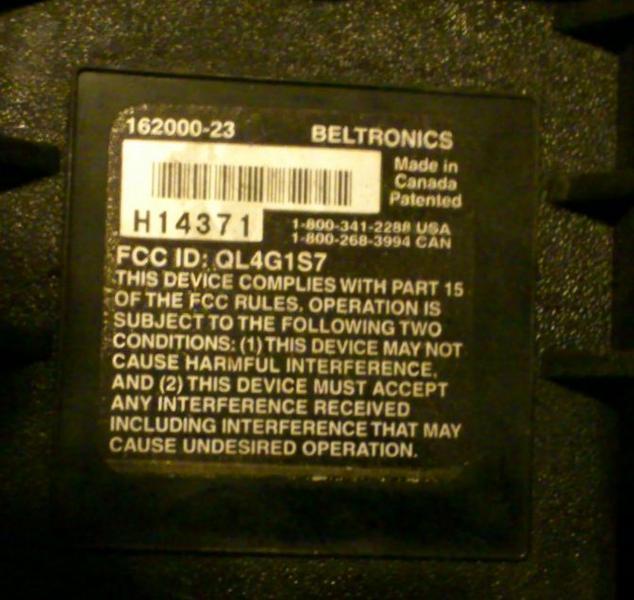 162000-23 BELTRONICS
Made in
Canada
Patented
H14371
1-800-341-2288 USA
1-800-268-3994 CAN
FCC ID: QL4G1S7
THIS DEVICE COMPLIES WITH PART 15
OF THE FCC RULES. OPERATION IS
SUBJECT TO THE FOLLOWING TWO
CONDITIONS: (1) THIS DEVICE MAY NOT
CAUSE HARMFUL INTERFERENCE,
AND (2) THIS DEVICE MUST ACCEPT
ANY INTERFERENCE RECEIVED
INCLUDING INTERFERENCE THAT MAY
CAUSE UNDESIRED OPERATION.